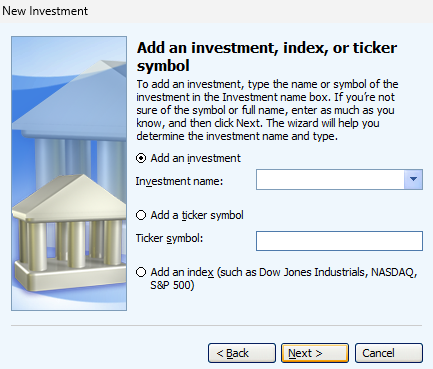 New Investment
Add an investment, index, or ticker
symbol
To add an investment, type the name or symbol of the
investment in the Investment name box. If you're not
sure of the symbol or full name, enter as much as you
know, and then click Next. The wizard will help you
determine the investment name and type.
Add an investment
Investment name:
Add a ticker symbol
Ticker symbol:
Add an index (such as Dow Jones Industrials, NASDAQ,
S&P 500)
< Back Next > Cancel